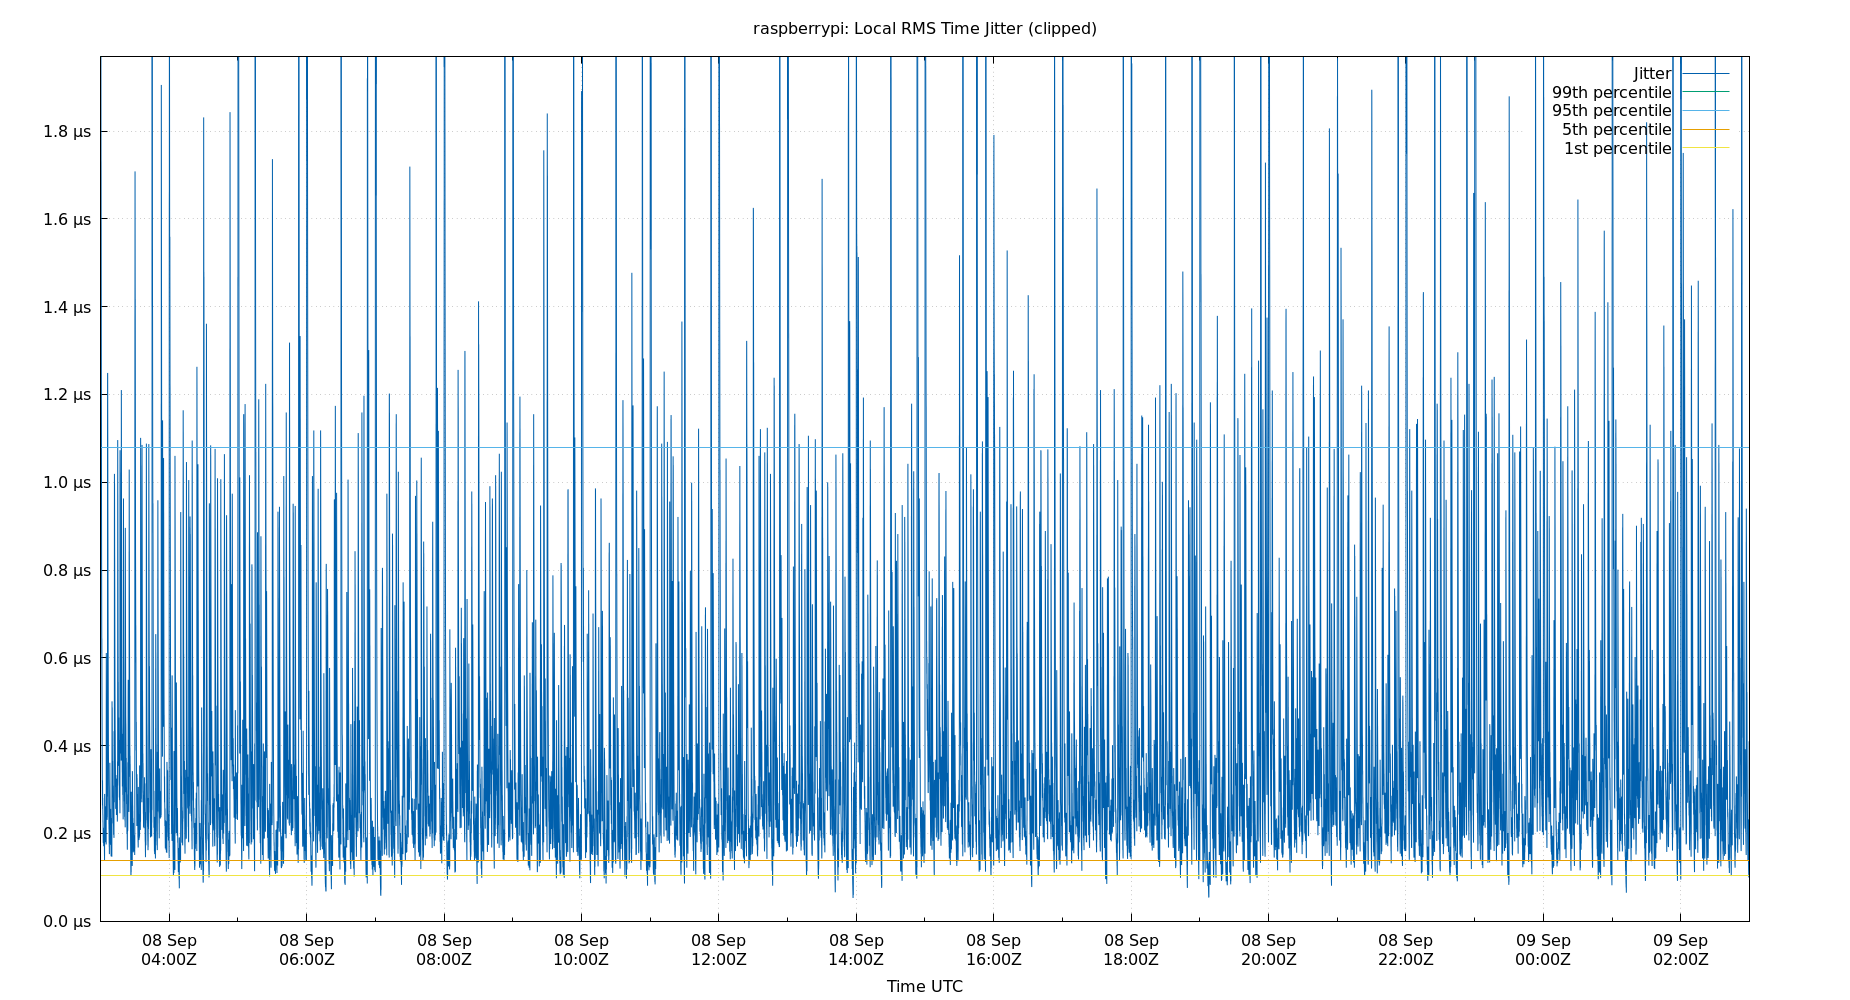 raspberrypi: Local RMS Time Jitter (clipped)
Jitter
99th percentile
95th percentile
5th percentile
1st percentile
1.8 µs
1.6 µs
1.4 µs
1.2 µs
1.0 µs
0.8 µs
0.6 µs
0.4 µs
0.2 µs
0.0 µs
08 Sep 08 Sep 08 Sep 08 Sep 08 Sep 08 Sep 08 Sep 08 Sep 08 Sep 08 Sep 09 Sep 09 Sep
04:00Z 06:00Z 08:00Z 10:00Z 12:00Z 14:00Z 16:00Z 18:00Z 20:00Z 22:00Z 00:00Z 02:00Z
Time UTC